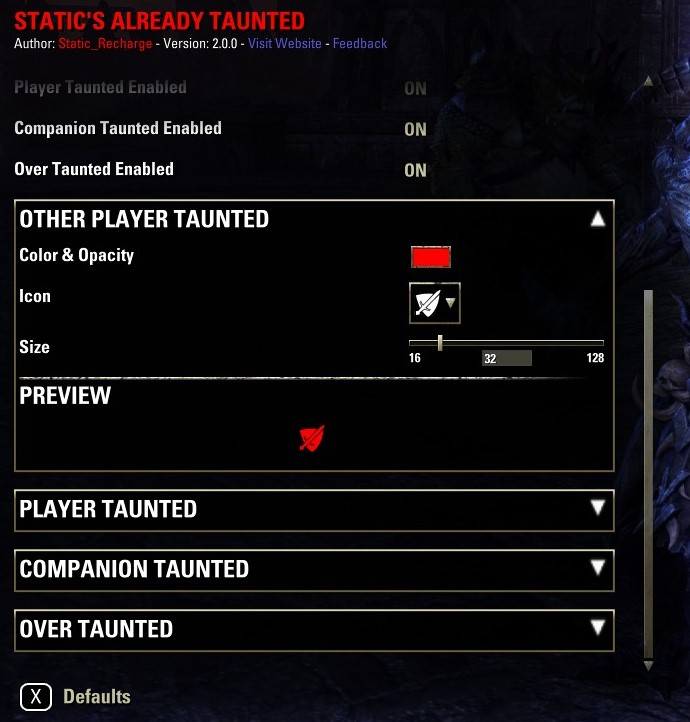 STATIC'S ALREADY TAUNTED
Author: Static_Recharge - Version: 2.0.0 - Visit Website - Feedback
Player Taunted Enabled ON
Companion Taunted Enabled ON
Over Taunted Enabled ON
OTHER PLAYER TAUNTED
Color & Opacity
Icon
Size
16 32 128
PREVIEW
PLAYER TAUNTED
COMPANION TAUNTED
OVER TAUNTED
X Defaults